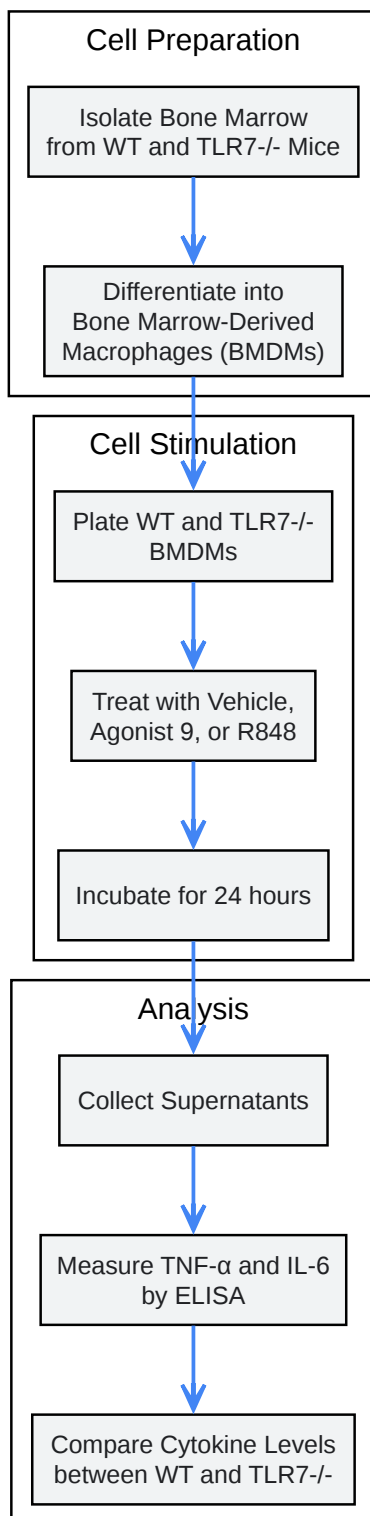 Cell Preparation
Isolate Bone Marrow
from WT and TLR7-/- Mice
Differentiate into
Bone Marrow-Derived
Macrophages (BMDMs)
Cell Stimulation
Plate WT and TLR7-/-
BMDMs
Treat with Vehicle,
Agonist 9, or R848
Incubate for 24 hours
Analysis
Collect Supernatants
Measure TNF-α and IL-6
by ELISA
Compare Cytokine Levels
between WT and TLR7-/-